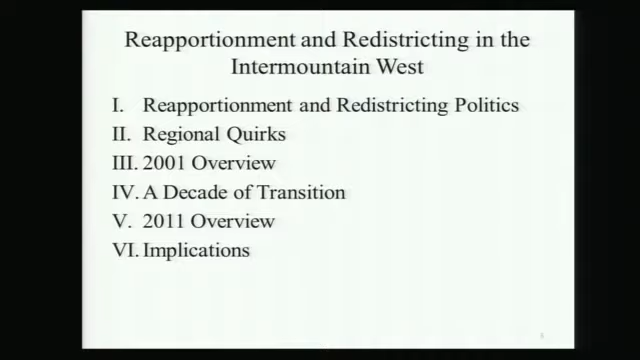 Reapportionment and Redistricting in the
Intermountain West
I. Reapportionment and Redistricting Politics
II. Regional Quirks
III. 2001 Overview
IV. A Decade of Transition
V. 2011 Overview
VI. Implications